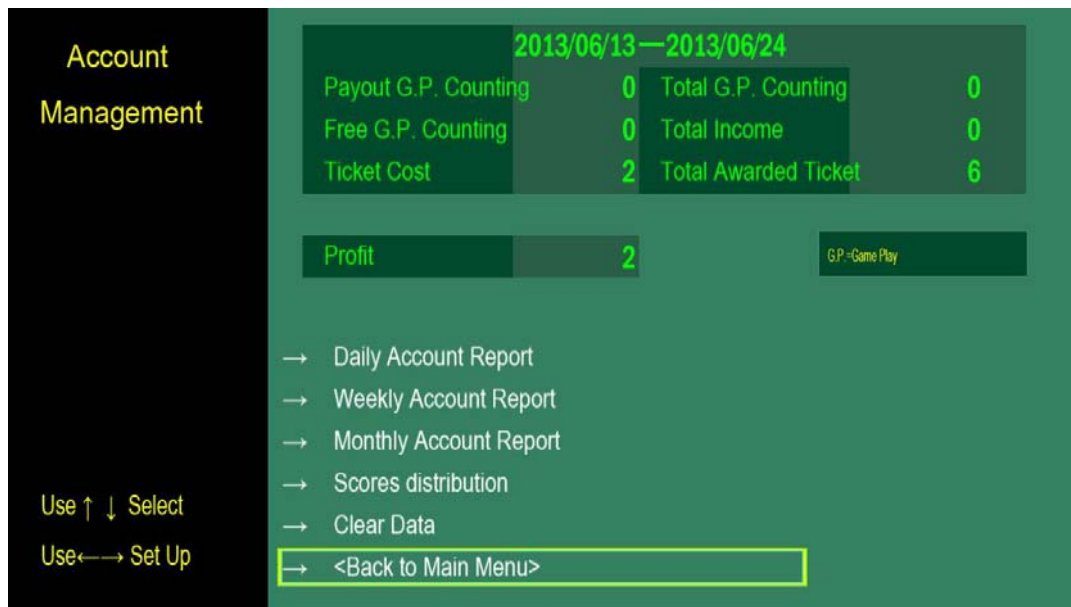 Account
Management
2013/06/13—2013/06/24
Payout G.P. Counting 0 Total G.P. Counting 0
Free G.P. Counting 0 Total Income 0
Ticket Cost 2 Total Awarded Ticket 6
Profit 2
G.P.=Game Play
→ Daily Account Report
→ Weekly Account Report
→ Monthly Account Report
→ Scores distribution
→ Clear Data
→ <Back to Main Menu>
Use ↑ ↓ Select
Use←→ Set Up